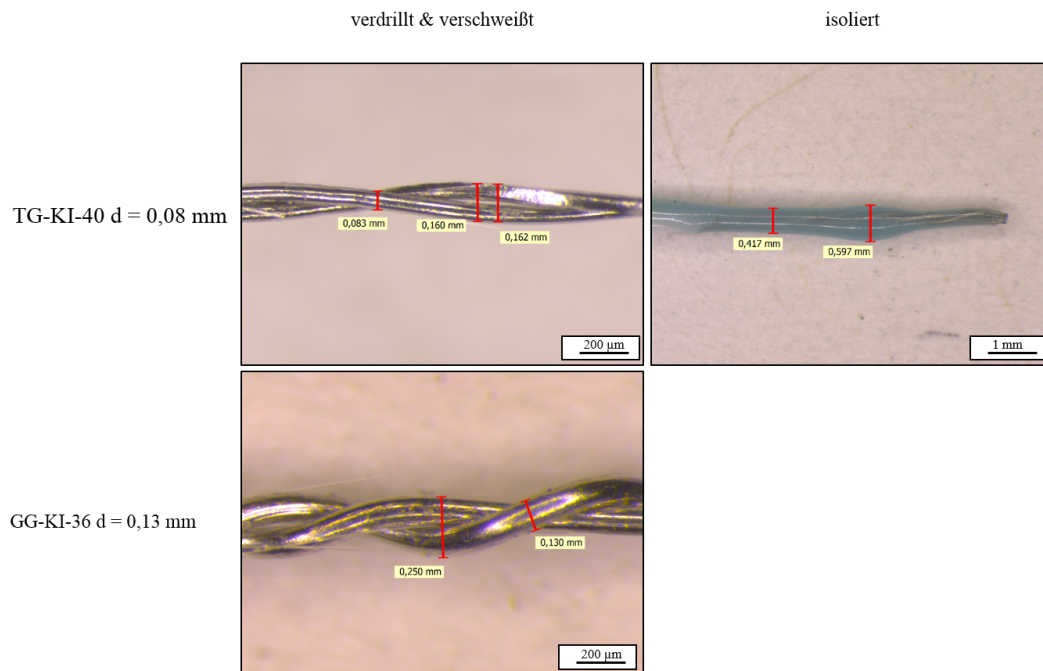 verdrillt & verschweißt
isoliert
TG-KI-40 d = 0,08 mm
0,083 mm
0,160 mm
0,162 mm
200 µm
0,417 mm
0,597 mm
1 mm
GG-KI-36 d = 0,13 mm
0,250 mm
0,130 mm
200 µm